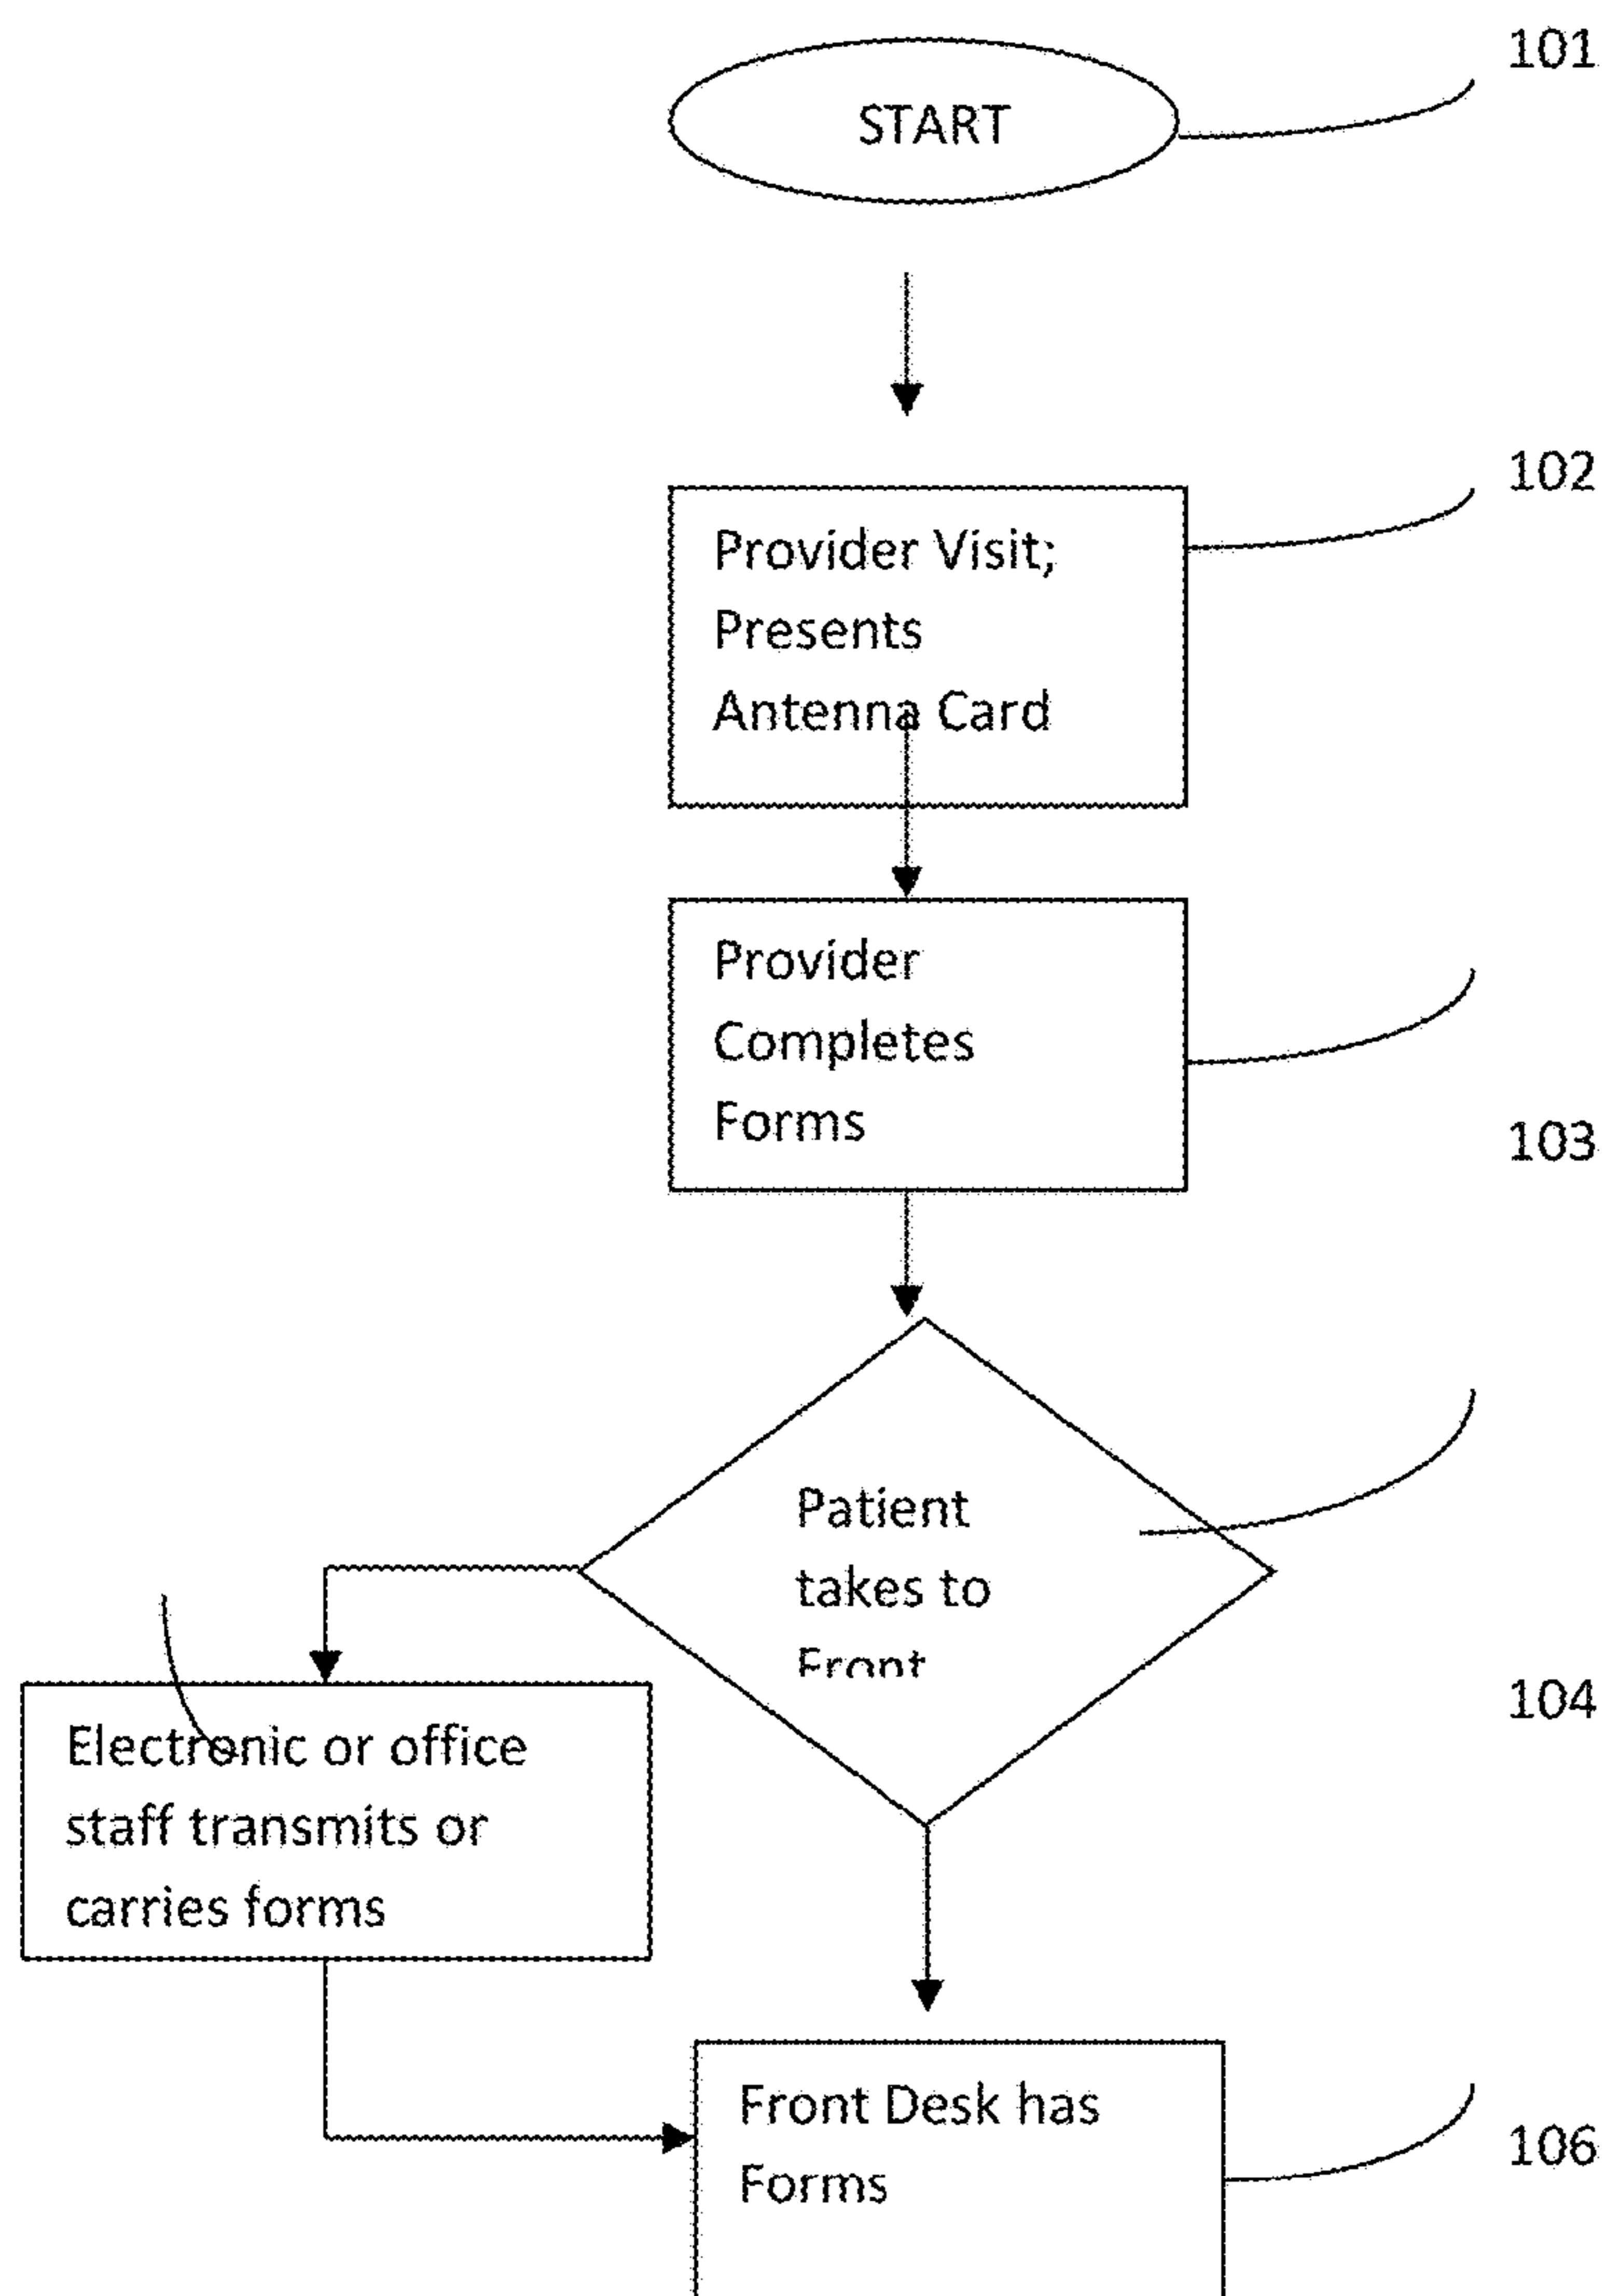 101
START
102
Provider Visit;
Presents
Antenna Card
Provider
Completes
Forms
103
Patient
takes to
Front
Electronic or office
staff transmits or
carries forms
104
Front Desk has
Forms
106